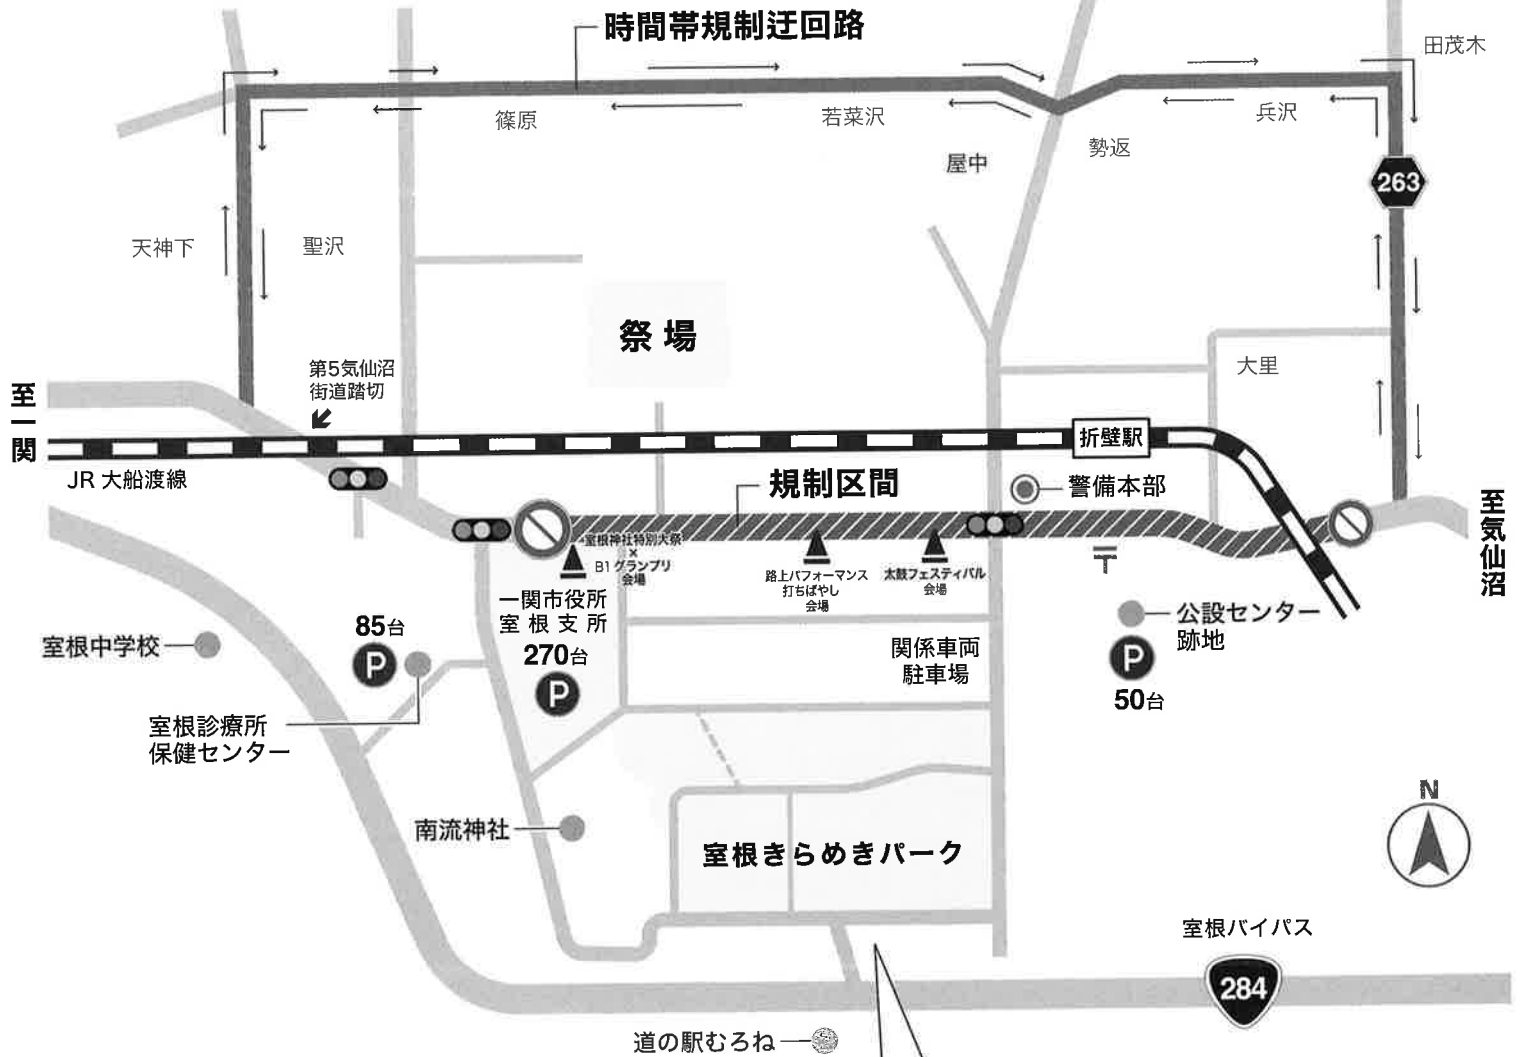 時間帯規制迂回路
田茂木
篠原
若菜沢
兵沢
勢返
屋中
263
天神下
聖沢
祭場
第5気仙沼
街道踏切
大里
至一関
折壁駅
JR 大船渡線
規制区間
警備本部
至気仙沼
室根神社特別大祭
×
B1グランプリ
会場
路上パフォーマンス
打ちばやし
会場
太鼓フェスティバル
会場
〒
一関市役所
室根支所
270台
P
85台
P
公設センター
跡地
P
50台
関係車両
駐車場
室根中学校
室根診療所
保健センター
南流神社
室根きらめきパーク
N
室根バイパス
284
道の駅むろね